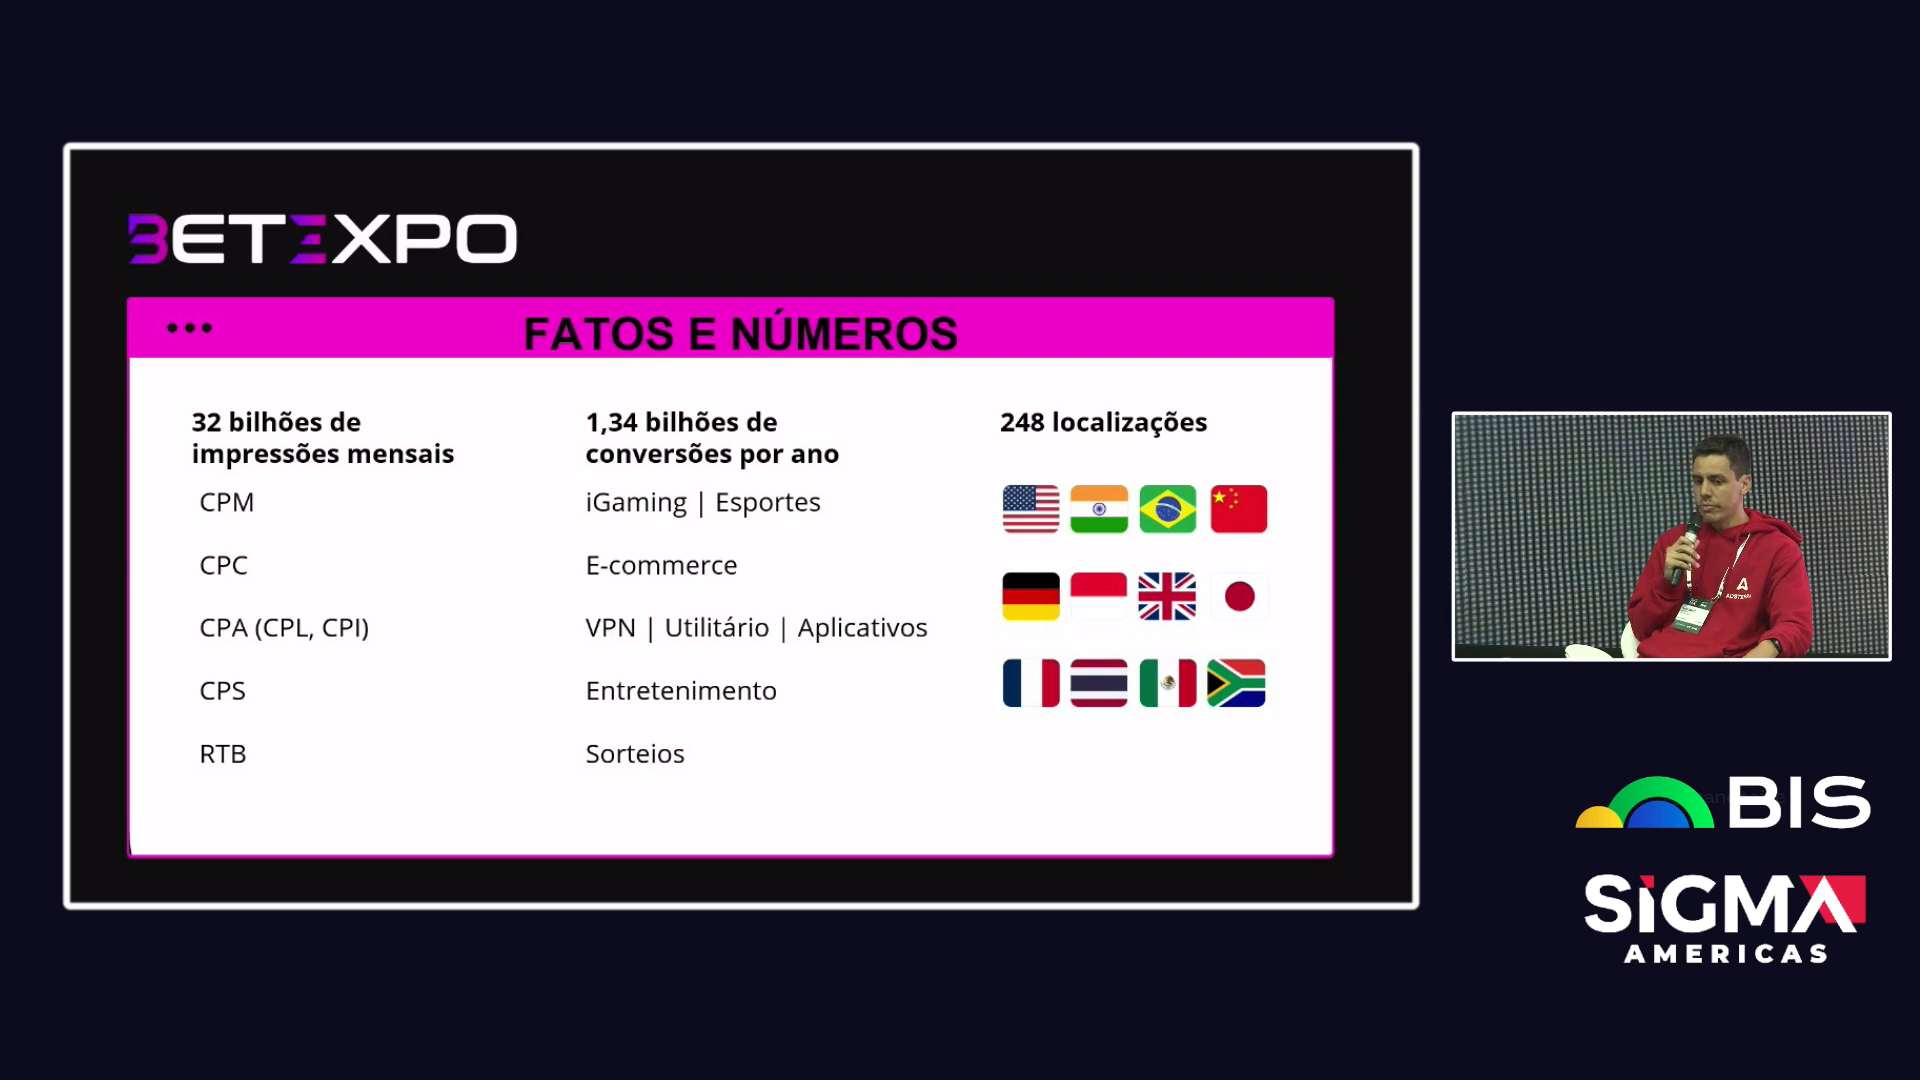 BETEXPO
FATOS E NÚMEROS
32 bilhões de
impressões mensais
CPM
CPC
CPA (CPL, CPI)
CPS
RTB
1,34 bilhões de
conversões por ano
iGaming | Esportes
E-commerce
VPN | Utilitário | Aplicativos
Entretenimento
Sorteios
248 localizações
ADSTERRA
BIS
SiGMA
AMERICAS